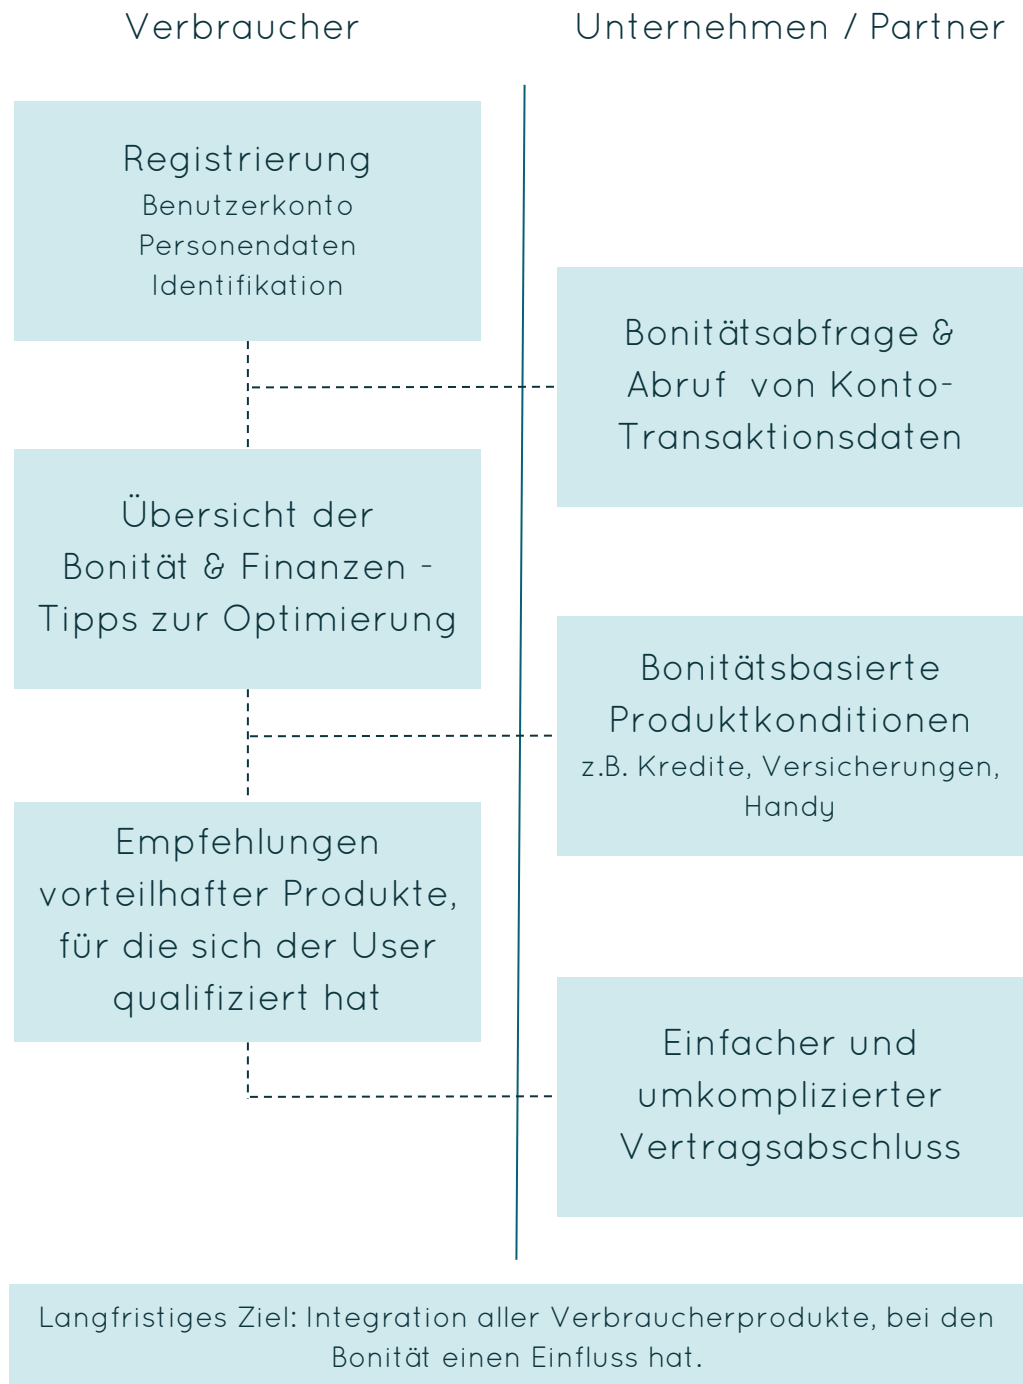 Verbraucher
Unternehmen / Partner
Registrierung
Benutzerkonto
Personendaten
Identifikation
Bonitätsabfrage &
Abruf von Konto-
Transaktionsdaten
Übersicht der
Bonität & Finanzen -
Tipps zur Optimierung
Bonitätsbasierte
Produktkonditionen
z.B. Kredite, Versicherungen,
Handy
Empfehlungen
vorteilhafter Produkte,
für die sich der User
qualifiziert hat
Einfacher und
umkomplizierter
Vertragsabschluss
Langfristiges Ziel: Integration aller Verbraucherprodukte, bei den
Bonität einen Einfluss hat.